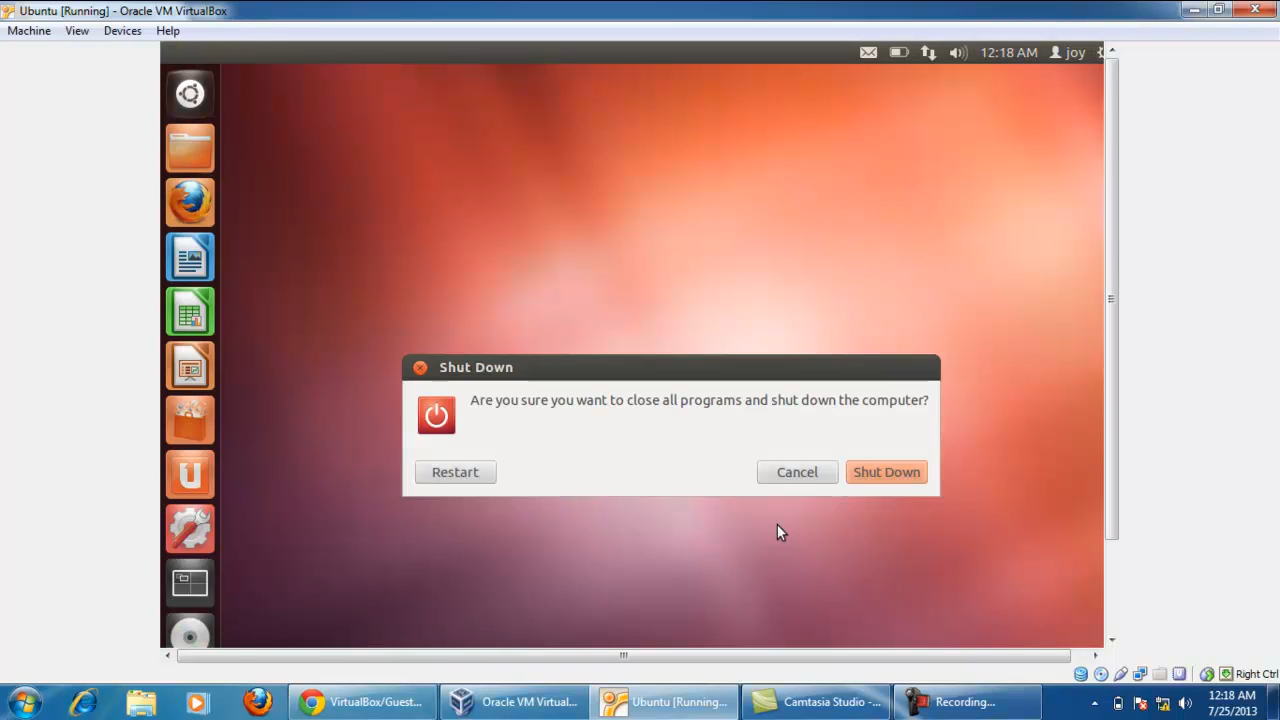 Ubuntu [Running] - Oracle VM VirtualBox
Machine View Devices Help
12:18 AM joy
Shut Down
Are you sure you want to close all programs and shut down the computer?
Restart Cancel Shut Down
Right Ctrl
VirtualBox/Guest... Oracle VM Virtual... Ubuntu [Running... Camtasia Studio -... Recording...
12:18 AM
7/25/2013